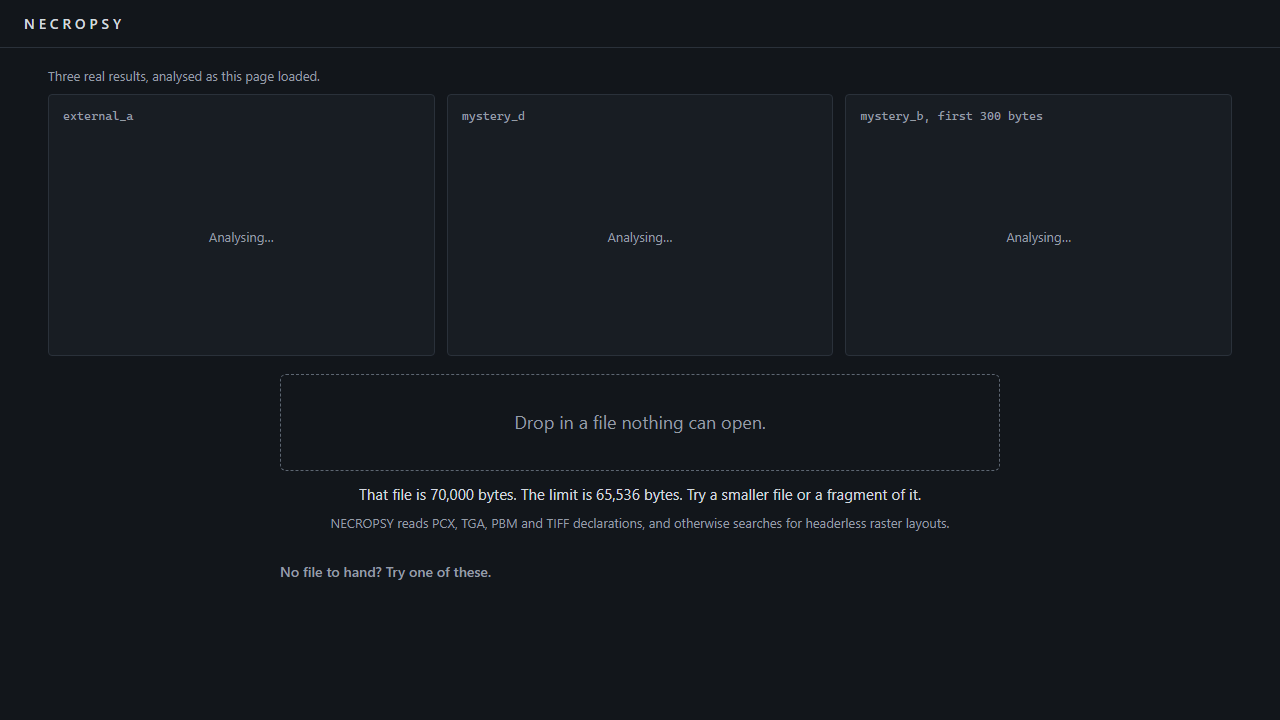 NECROPSY
Three real results, analysed as this page loaded.
external_a
mystery_d
mystery_b, first 300 bytes
Analysing…
Analysing…
Analysing…
Drop in a file nothing can open.
That file is 70,000 bytes. The limit is 65,536 bytes. Try a smaller file or a fragment of it.
NECROPSY reads PCX, TGA, PBM and TIFF declarations, and otherwise searches for headerless raster layouts.
No file to hand? Try one of these.